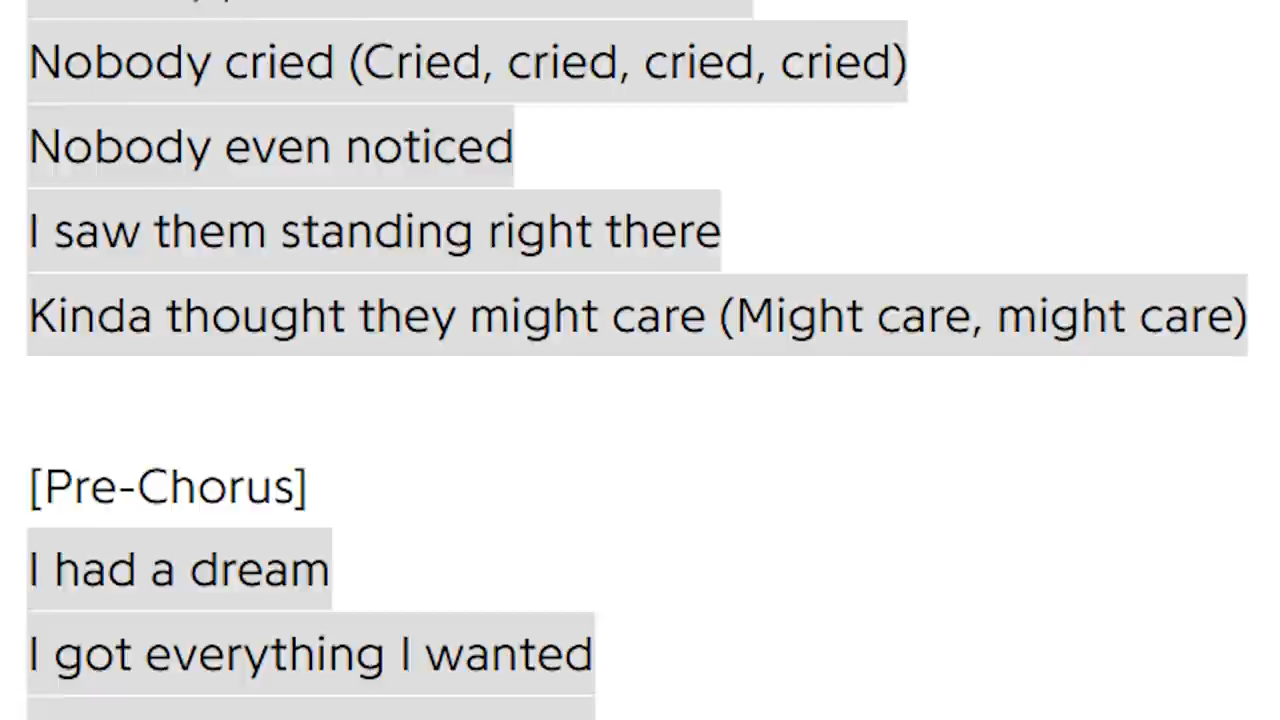 Nobody cried (Cried, cried, cried, cried)
Nobody even noticed
I saw them standing right there
Kinda thought they might care (Might care, might care)
[Pre-Chorus]
I had a dream
I got everything I wanted